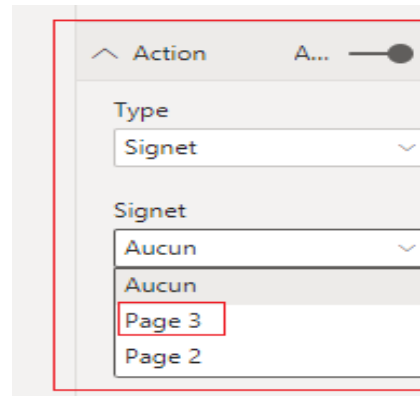 Action A...
Type
Signet
Signet
Aucun
Aucun
Page 3
Page 2